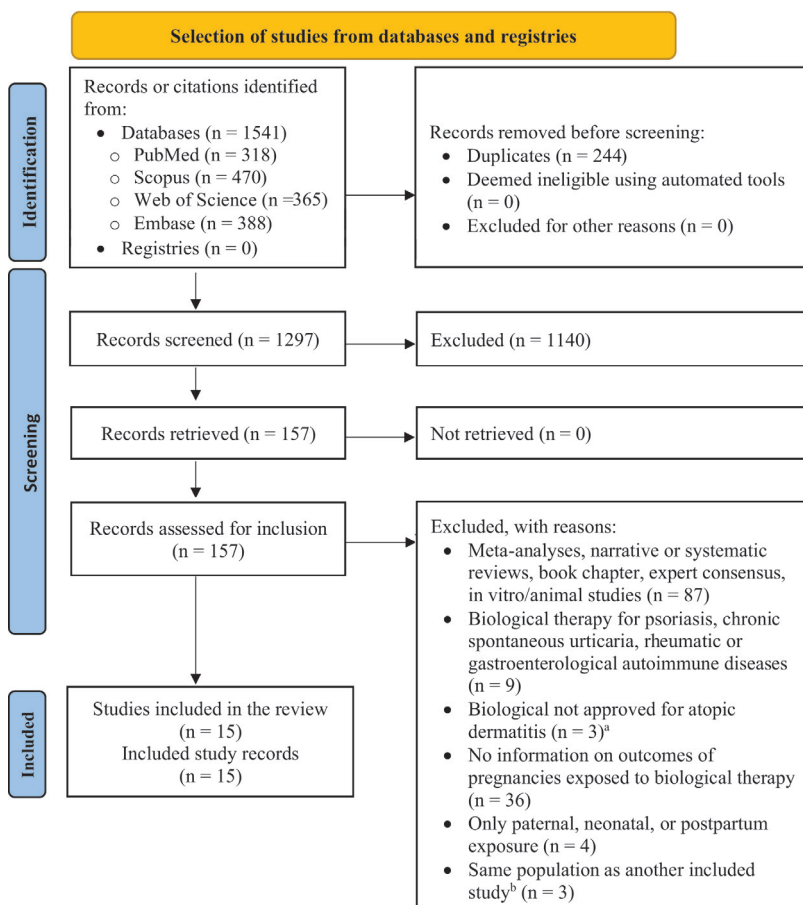 Selection of studies from databases and registries
Identification
Records or citations identified
from:
● Databases (n = 1541)
○ PubMed (n = 318)
○ Scopus (n = 470)
○ Web of Science (n =365)
○ Embase (n = 388)
● Registries (n = 0)
Records removed before screening:
● Duplicates (n = 244)
● Deemed ineligible using automated tools
(n = 0)
● Excluded for other reasons (n = 0)
Screening
Records screened (n = 1297)
Excluded (n = 1140)
Records retrieved (n = 157)
Not retrieved (n = 0)
Records assessed for inclusion
(n = 157)
Excluded, with reasons:
● Meta-analyses, narrative or systematic
reviews, book chapter, expert consensus,
in vitro/animal studies (n = 87)
● Biological therapy for psoriasis, chronic
spontaneous urticaria, rheumatic or
gastroenterological autoimmune diseases
(n = 9)
● Biological not approved for atopic
dermatitis (n = 3)ᵃ
● No information on outcomes of
pregnancies exposed to biological therapy
(n = 36)
● Only paternal, neonatal, or postpartum
exposure (n = 4)
● Same population as another included
studyᵇ (n = 3)
Included
Studies included in the review
(n = 15)
Included study records
(n = 15)